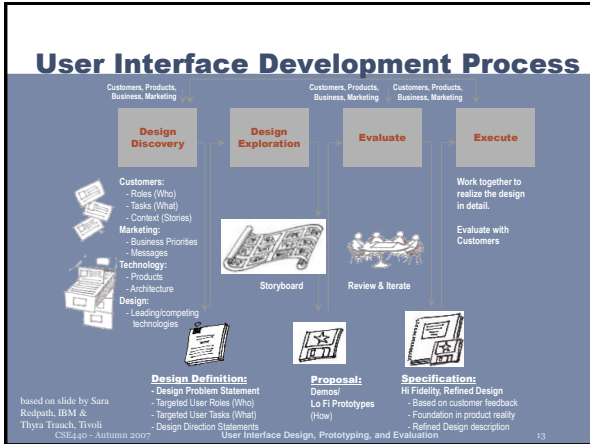 User Interface Development Process
Customers, Products,
Business, Marketing
Customers, Products,
Business, Marketing
Customers, Products,
Business, Marketing
Design
Discovery
Design
Exploration
Evaluate
Execute
Customers:
- Roles (Who)
- Tasks (What)
- Context (Stories)
Marketing:
- Business Priorities
- Messages
Technology:
- Products
- Architecture
Design:
- Leading/competing
technologies
Storyboard
Review & Iterate
Work together to
realize the design
in detail.
Evaluate with
Customers
Design Definition:
- Design Problem Statement
- Targeted User Roles (Who)
- Targeted User Tasks (What)
- Design Direction Statements
Proposal:
Demos/
Lo Fi Prototypes
(How)
Specification:
Hi Fidelity, Refined Design
- Based on customer feedback
- Foundation in product reality
- Refined Design description
based on slide by Sara
Redpath, IBM &
Thyra Trauch, Tivoli
CSE440 - Autumn 2007
User Interface Design, Prototyping, and Evaluation
13